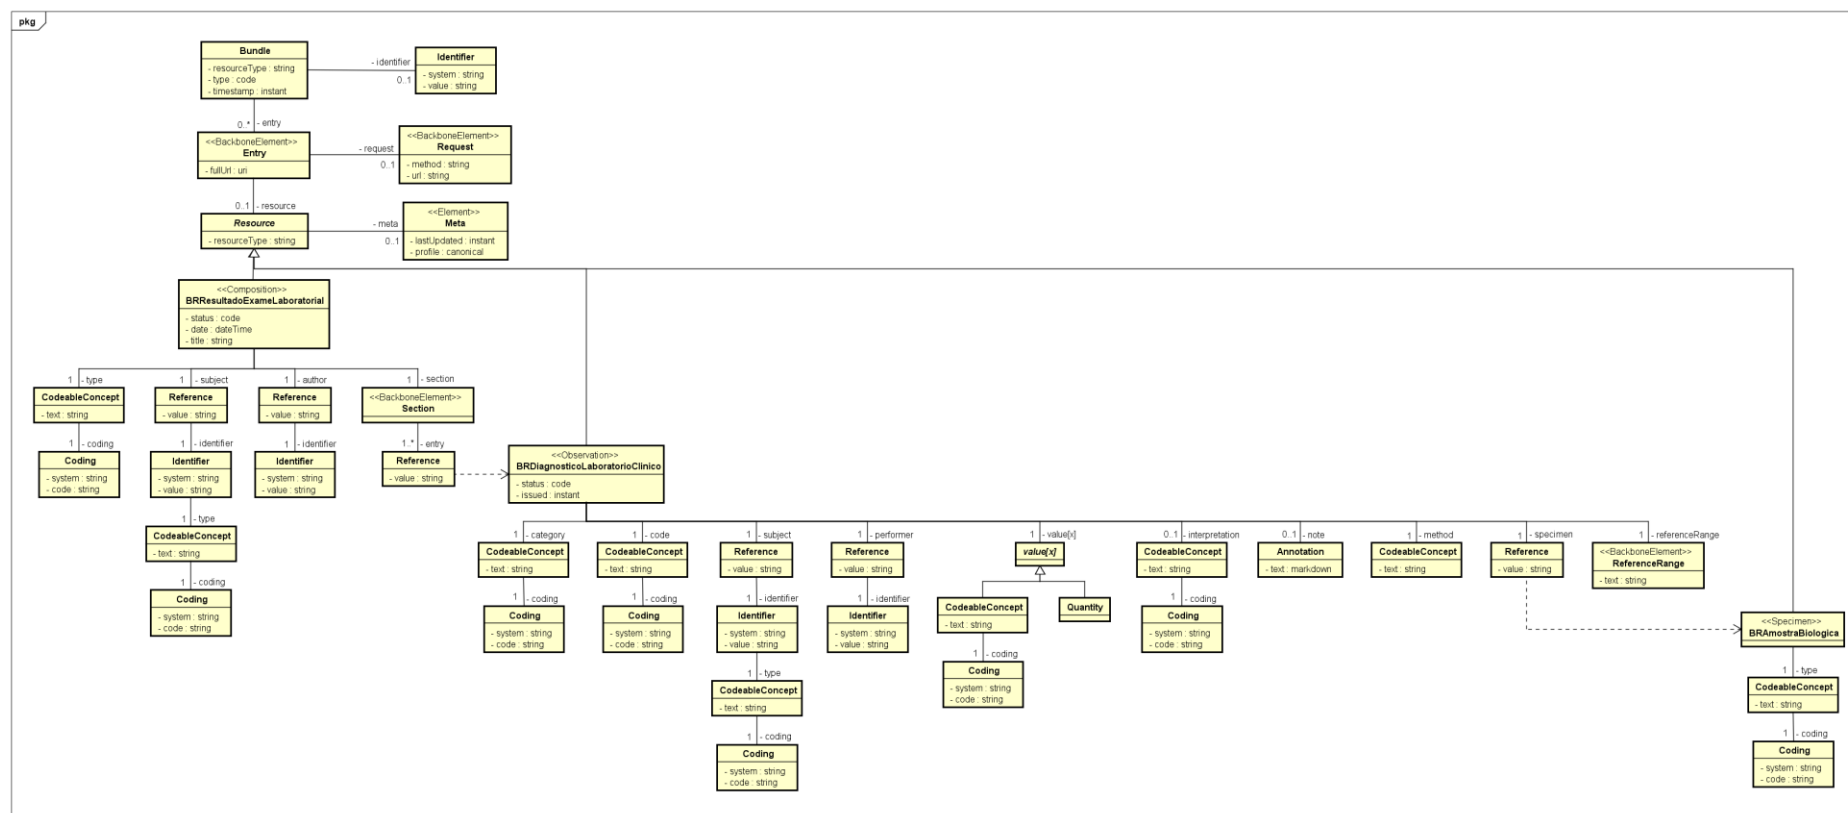 pkg
Bundle
- resourceType : string
- type : code
- timestamp : instant
- identifier
0..1
Identifier
- system : string
- value : string
0..*
- entry
<<BackboneElement>>
Entry
- fullUrl : uri
- request
0..1
<<BackboneElement>>
Request
- method : string
- url : string
0..1
- resource
Resource
- resourceType : string
- meta
0..1
<<Element>>
Meta
- lastUpdated : instant
- profile : canonical
<<Composition>>
BRResultadoExameLaboratorial
- status : code
- date : dateTime
- title : string
1
- type
CodeableConcept
- text : string
1
- coding
Coding
- system : string
- code : string
1
- subject
Reference
- value : string
1
- identifier
Identifier
- system : string
- value : string
1
- type
CodeableConcept
- text : string
1
- coding
Coding
- system : string
- code : string
1
- author
Reference
- value : string
1
- identifier
Identifier
- system : string
- value : string
1
- section
<<BackboneElement>>
Section
1..*
- entry
Reference
- value : string
<<Observation>>
BRDiagnosticoLaboratorioClinico
- status : code
- issued : instant
1
- category
CodeableConcept
- text : string
1
- coding
Coding
- system : string
- code : string
1
- code
CodeableConcept
- text : string
1
- coding
Coding
- system : string
- code : string
1
- subject
Reference
- value : string
1
- identifier
Identifier
- system : string
- value : string
1
- type
CodeableConcept
- text : string
1
- coding
Coding
- system : string
- code : string
1
- performer
Reference
- value : string
1
- identifier
Identifier
- system : string
- value : string
1
- value[x]
value[x]
CodeableConcept
- text : string
1
- coding
Coding
- system : string
- code : string
Quantity
0..1
- interpretation
CodeableConcept
- text : string
1
- coding
Coding
- system : string
- code : string
0..1
- note
Annotation
- text : markdown
1
- method
CodeableConcept
- text : string
1
- specimen
Reference
- value : string
1
- referenceRange
<<BackboneElement>>
ReferenceRange
- text : string
<<Specimen>>
BRAmostraBiologica
1
- type
CodeableConcept
- text : string
1
- coding
Coding
- system : string
- code : string